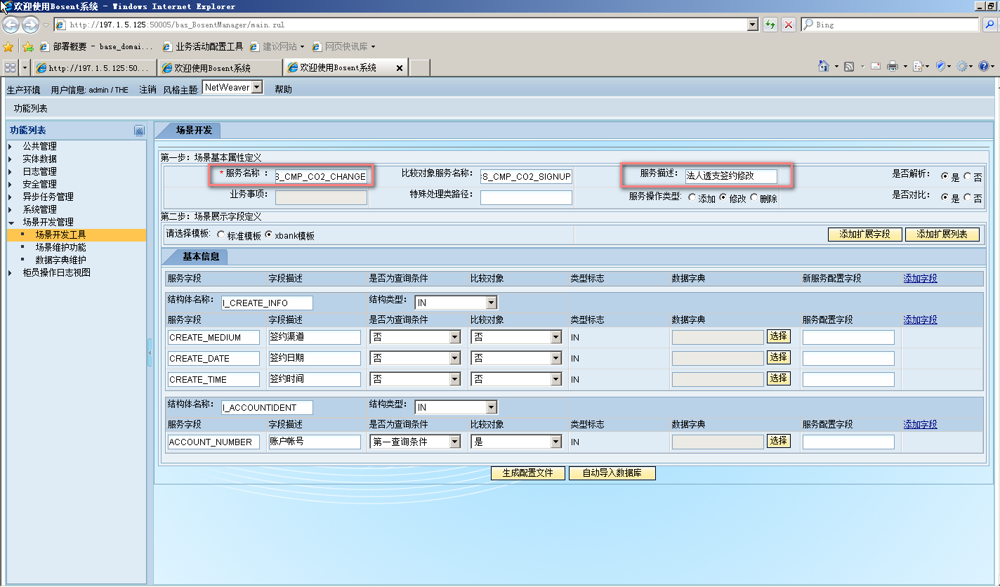 欢迎使用Bosent系统 - Windows Internet Explorer
http://197.1.5.125:50005/bas_BosentManager/main.zul
Bing
部署概要 - base_domai... 业务活动配置工具 建议网站 网页快讯库
http://197.1.5.125:50... 欢迎使用Bosent系统 欢迎使用Bosent系统
生产环境 用户信息: admin / THE 注销 风格主题: NetWeaver 帮助
功能列表
功能列表
公共管理
实体数据
日志管理
安全管理
异步任务管理
系统管理
场景开发管理
场景开发工具
场景维护功能
数据字典维护
柜员操作日志视图
场景开发
第一步：场景基本属性定义
* 服务名称 ： S_CMP_CO2_CHANGE 比较对象服务名称: :S_CMP_CO2_SIGNUP 服务描述： 法人透支签约修改 是否解析： 是 否
业务事项： 特殊处理类路径： 服务操作类型: 添加 修改 删除 是否对比： 是 否
第二步：场景展示字段定义
请选择模板: 标准模板 xbank模板 添加扩展字段 添加扩展列表
基本信息
服务字段 字段描述 是否为查询条件 比较对象 类型标志 数据字典 新服务配置字段 添加字段
结构体名称： I_CREATE_INFO 结构类型： IN
服务字段 字段描述 是否为查询条件 比较对象 类型标志 数据字典 服务配置字段 添加字段
CREATE_MEDIUM 签约渠道 否 否 IN 选择
CREATE_DATE 签约日期 否 否 IN 选择
CREATE_TIME 签约时间 否 否 IN 选择
结构体名称： I_ACCOUNTIDENT 结构类型： IN
服务字段 字段描述 是否为查询条件 比较对象 类型标志 数据字典 服务配置字段 添加字段
ACCOUNT_NUMBER 账户帐号 第一查询条件 是 IN 选择
生成配置文件 自动导入数据库